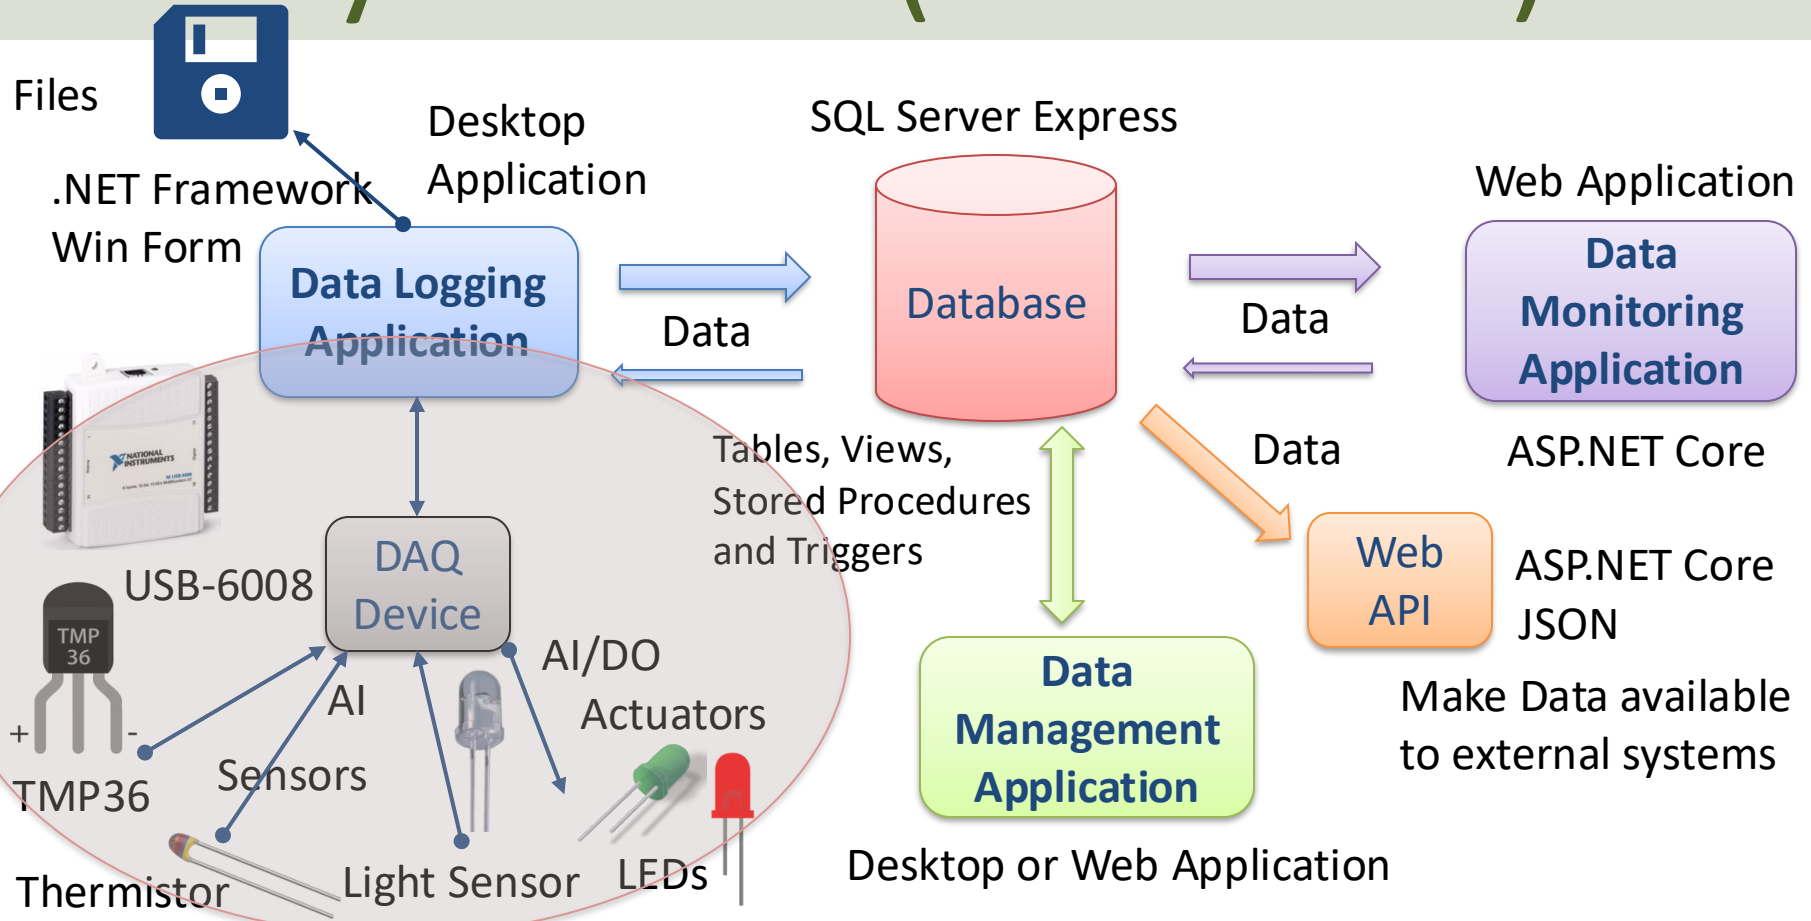 Files
Desktop
Application
.NET Framework
Win Form
Data Logging
Application
Data
SQL Server Express
Database
Tables, Views,
Stored Procedures
and Triggers
Data
Web Application
Data
Monitoring
Application
ASP.NET Core
Data
Web
API
ASP.NET Core
JSON
Make Data available
to external systems
Data
Management
Application
Desktop or Web Application
NATIONAL
INSTRUMENTS
USB-6008
DAQ
Device
AI/DO
Actuators
AI
Sensors
TMP
36
+
-
TMP36
Thermistor
Light Sensor
LEDs